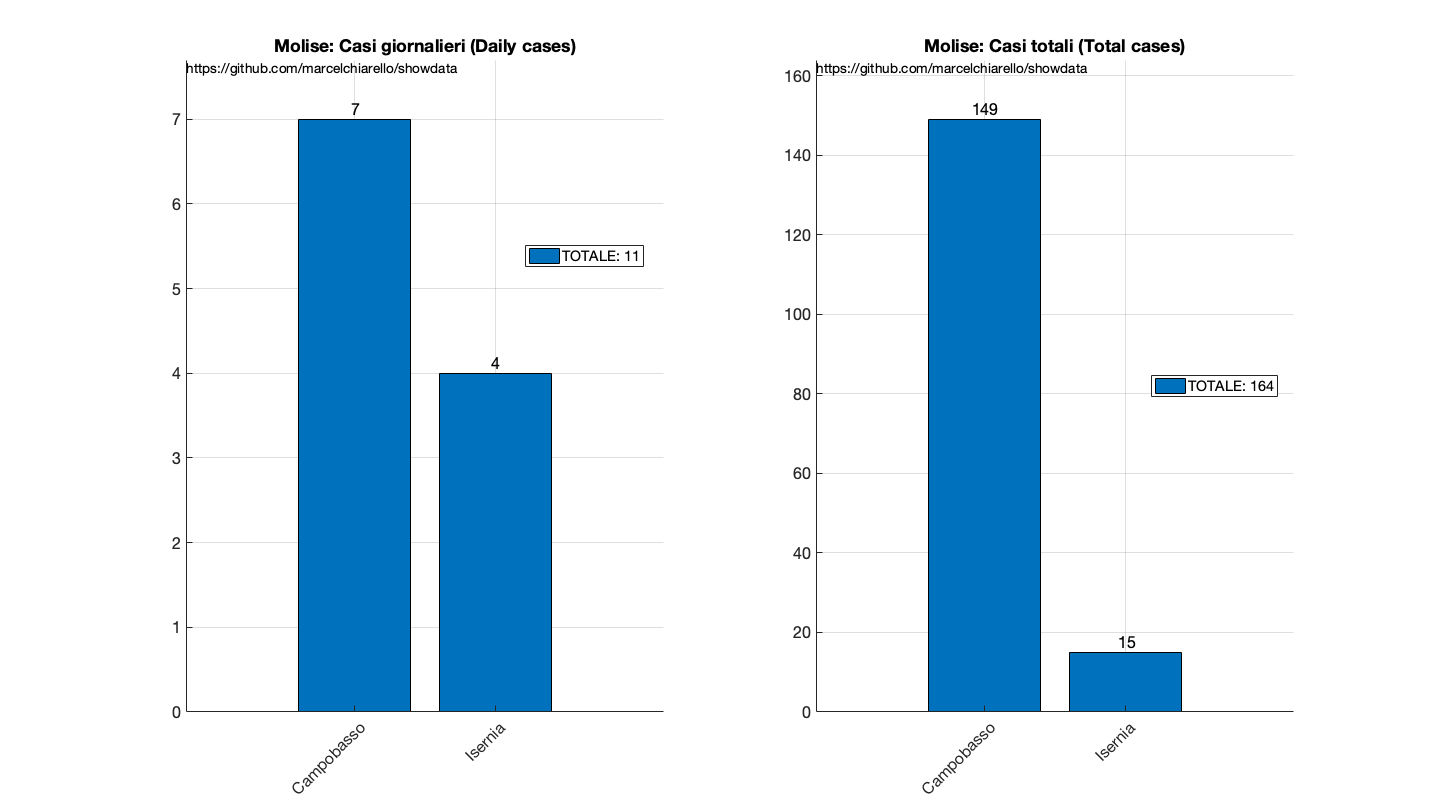 Molise: Casi giornalieri (Daily cases)
https://github.com/marcelchiarello/showdata
7
6
5
4
3
2
1
0
7
4
TOTALE: 11
Campobasso
Isernia
Molise: Casi totali (Total cases)
https://github.com/marcelchiarello/showdata
160
140
120
100
80
60
40
20
0
149
15
TOTALE: 164
Campobasso
Isernia